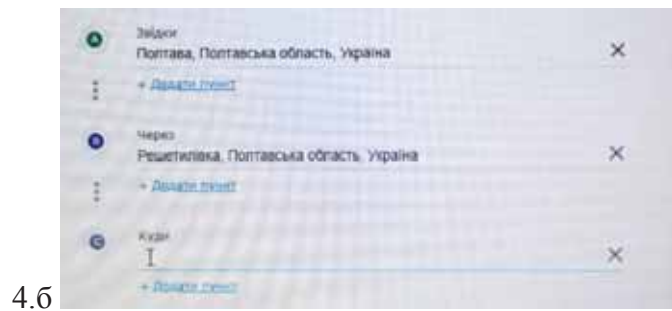 A
Звідки
Полтава, Полтавська область, Україна
+ Додати пункт
B
Через
Решетилівка, Полтавська область, Україна
+ Додати пункт
C
Куди
+ Додати пункт
4.б